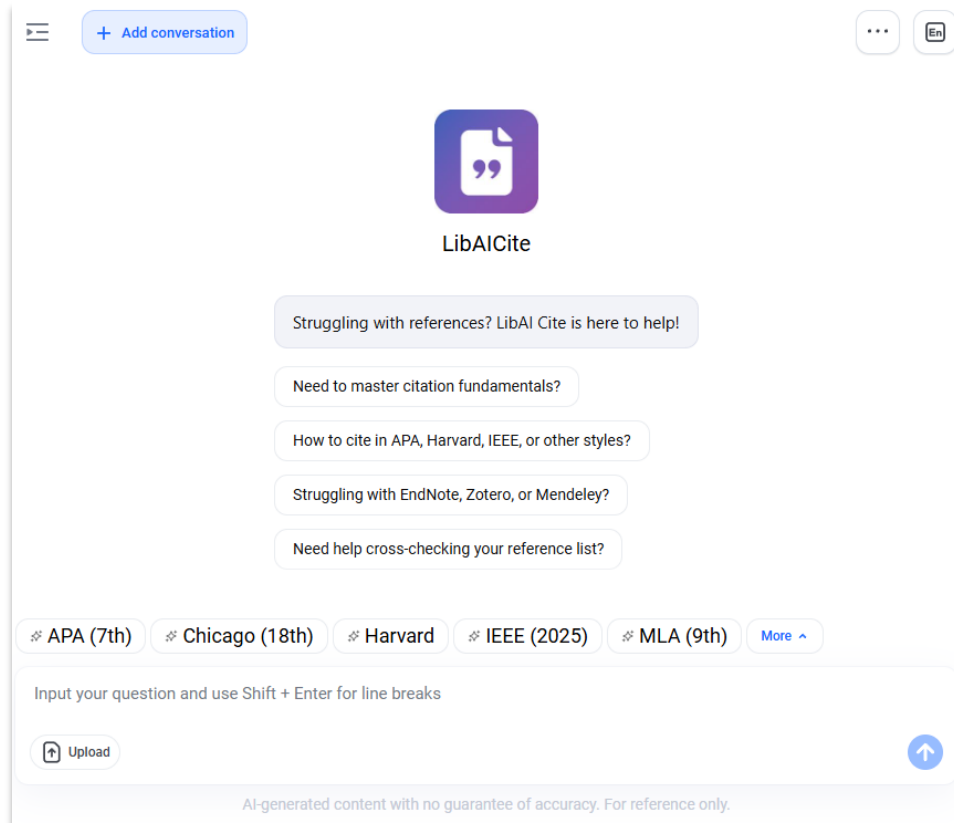 Add conversation
En
LibAICite
Struggling with references? LibAI Cite is here to help!
Need to master citation fundamentals?
How to cite in APA, Harvard, IEEE, or other styles?
Struggling with EndNote, Zotero, or Mendeley?
Need help cross-checking your reference list?
APA (7th) Chicago (18th) Harvard IEEE (2025) MLA (9th) More
Input your question and use Shift + Enter for line breaks
Upload
AI-generated content with no guarantee of accuracy. For reference only.